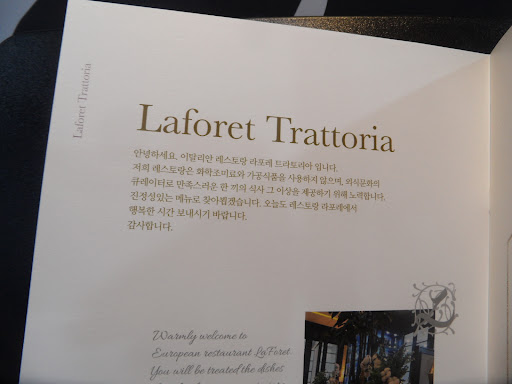 Laforet Trattoria
Laforet Trattoria
안녕하세요, 이탈리안 레스토랑 라포레 트라토리아 입니다.
저희 레스토랑은 화학조미료와 가공식품을 사용하지 않으며, 외식문화의
큐레이터로 만족스러운 한 끼의 식사 그 이상을 제공하기 위해 노력합니다.
진정성있는 메뉴로 찾아뵙겠습니다. 오늘도 레스토랑 라포레에서
행복한 시간 보내시기 바랍니다.
감사합니다.
Warmly welcome to
European restaurant LaForet
You will be treated the dishes